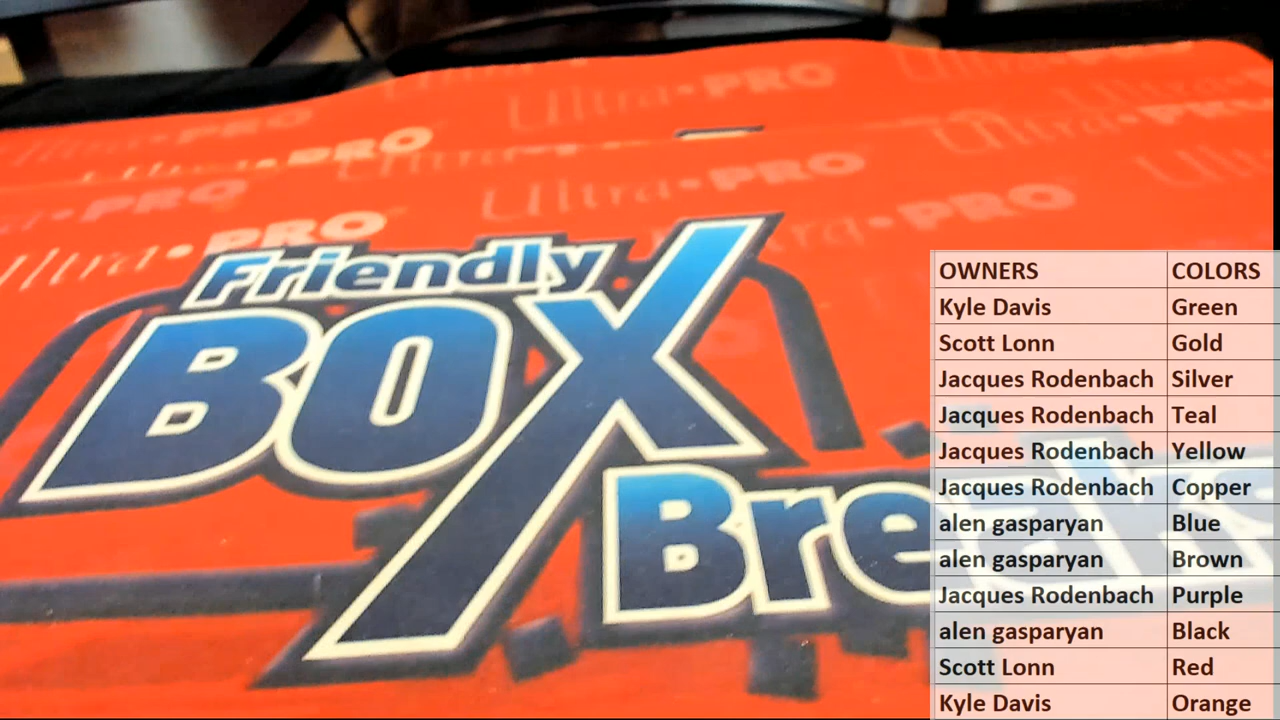 Ultra•PRO
Ultra•PRO
Ultra•PRO
Ultra•PRO
Ultra•PRO
Friendly
BOX
Bre
OWNERS COLORS
Kyle Davis Green
Scott Lonn Gold
Jacques Rodenbach Silver
Jacques Rodenbach Teal
Jacques Rodenbach Yellow
Jacques Rodenbach Copper
alen gasparyan Blue
alen gasparyan Brown
Jacques Rodenbach Purple
alen gasparyan Black
Scott Lonn Red
Kyle Davis Orange